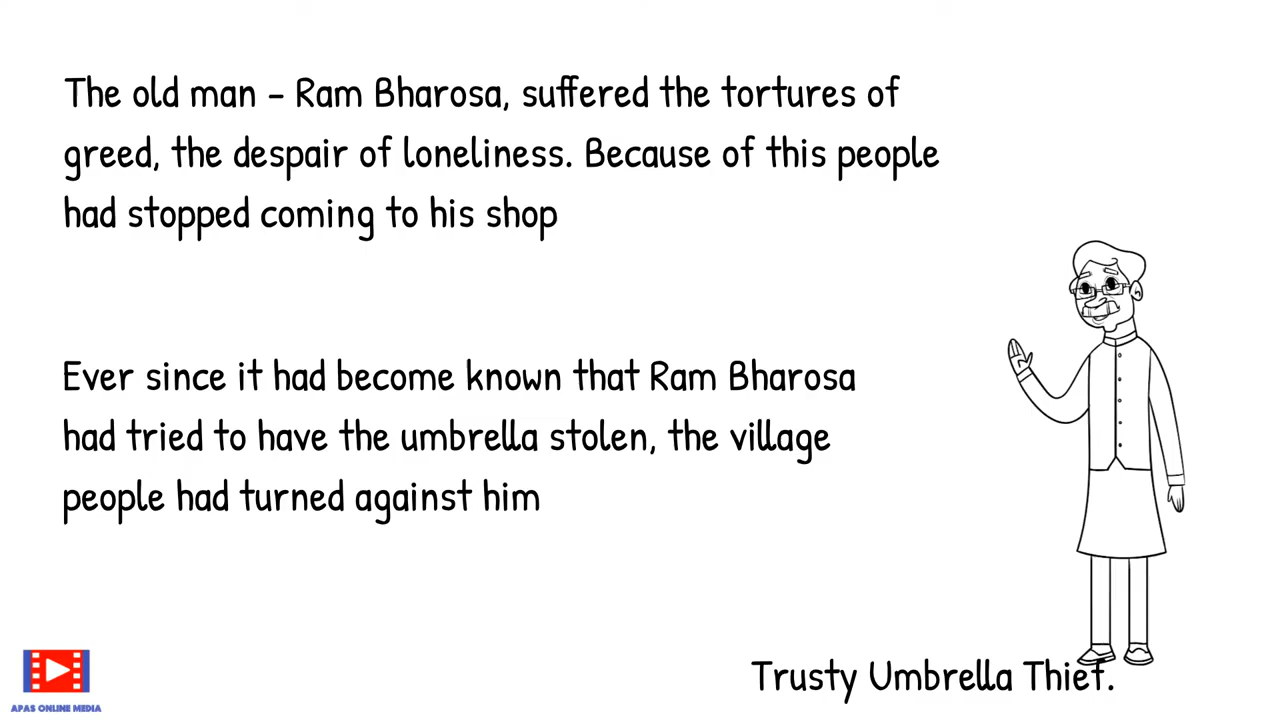 The old man – Ram Bharosa, suffered the tortures of
greed, the despair of loneliness. Because of this people
had stopped coming to his shop
Ever since it had become known that Ram Bharosa
had tried to have the umbrella stolen, the village
people had turned against him
Trusty Umbrella Thief.
APAS ONLINE MEDIA